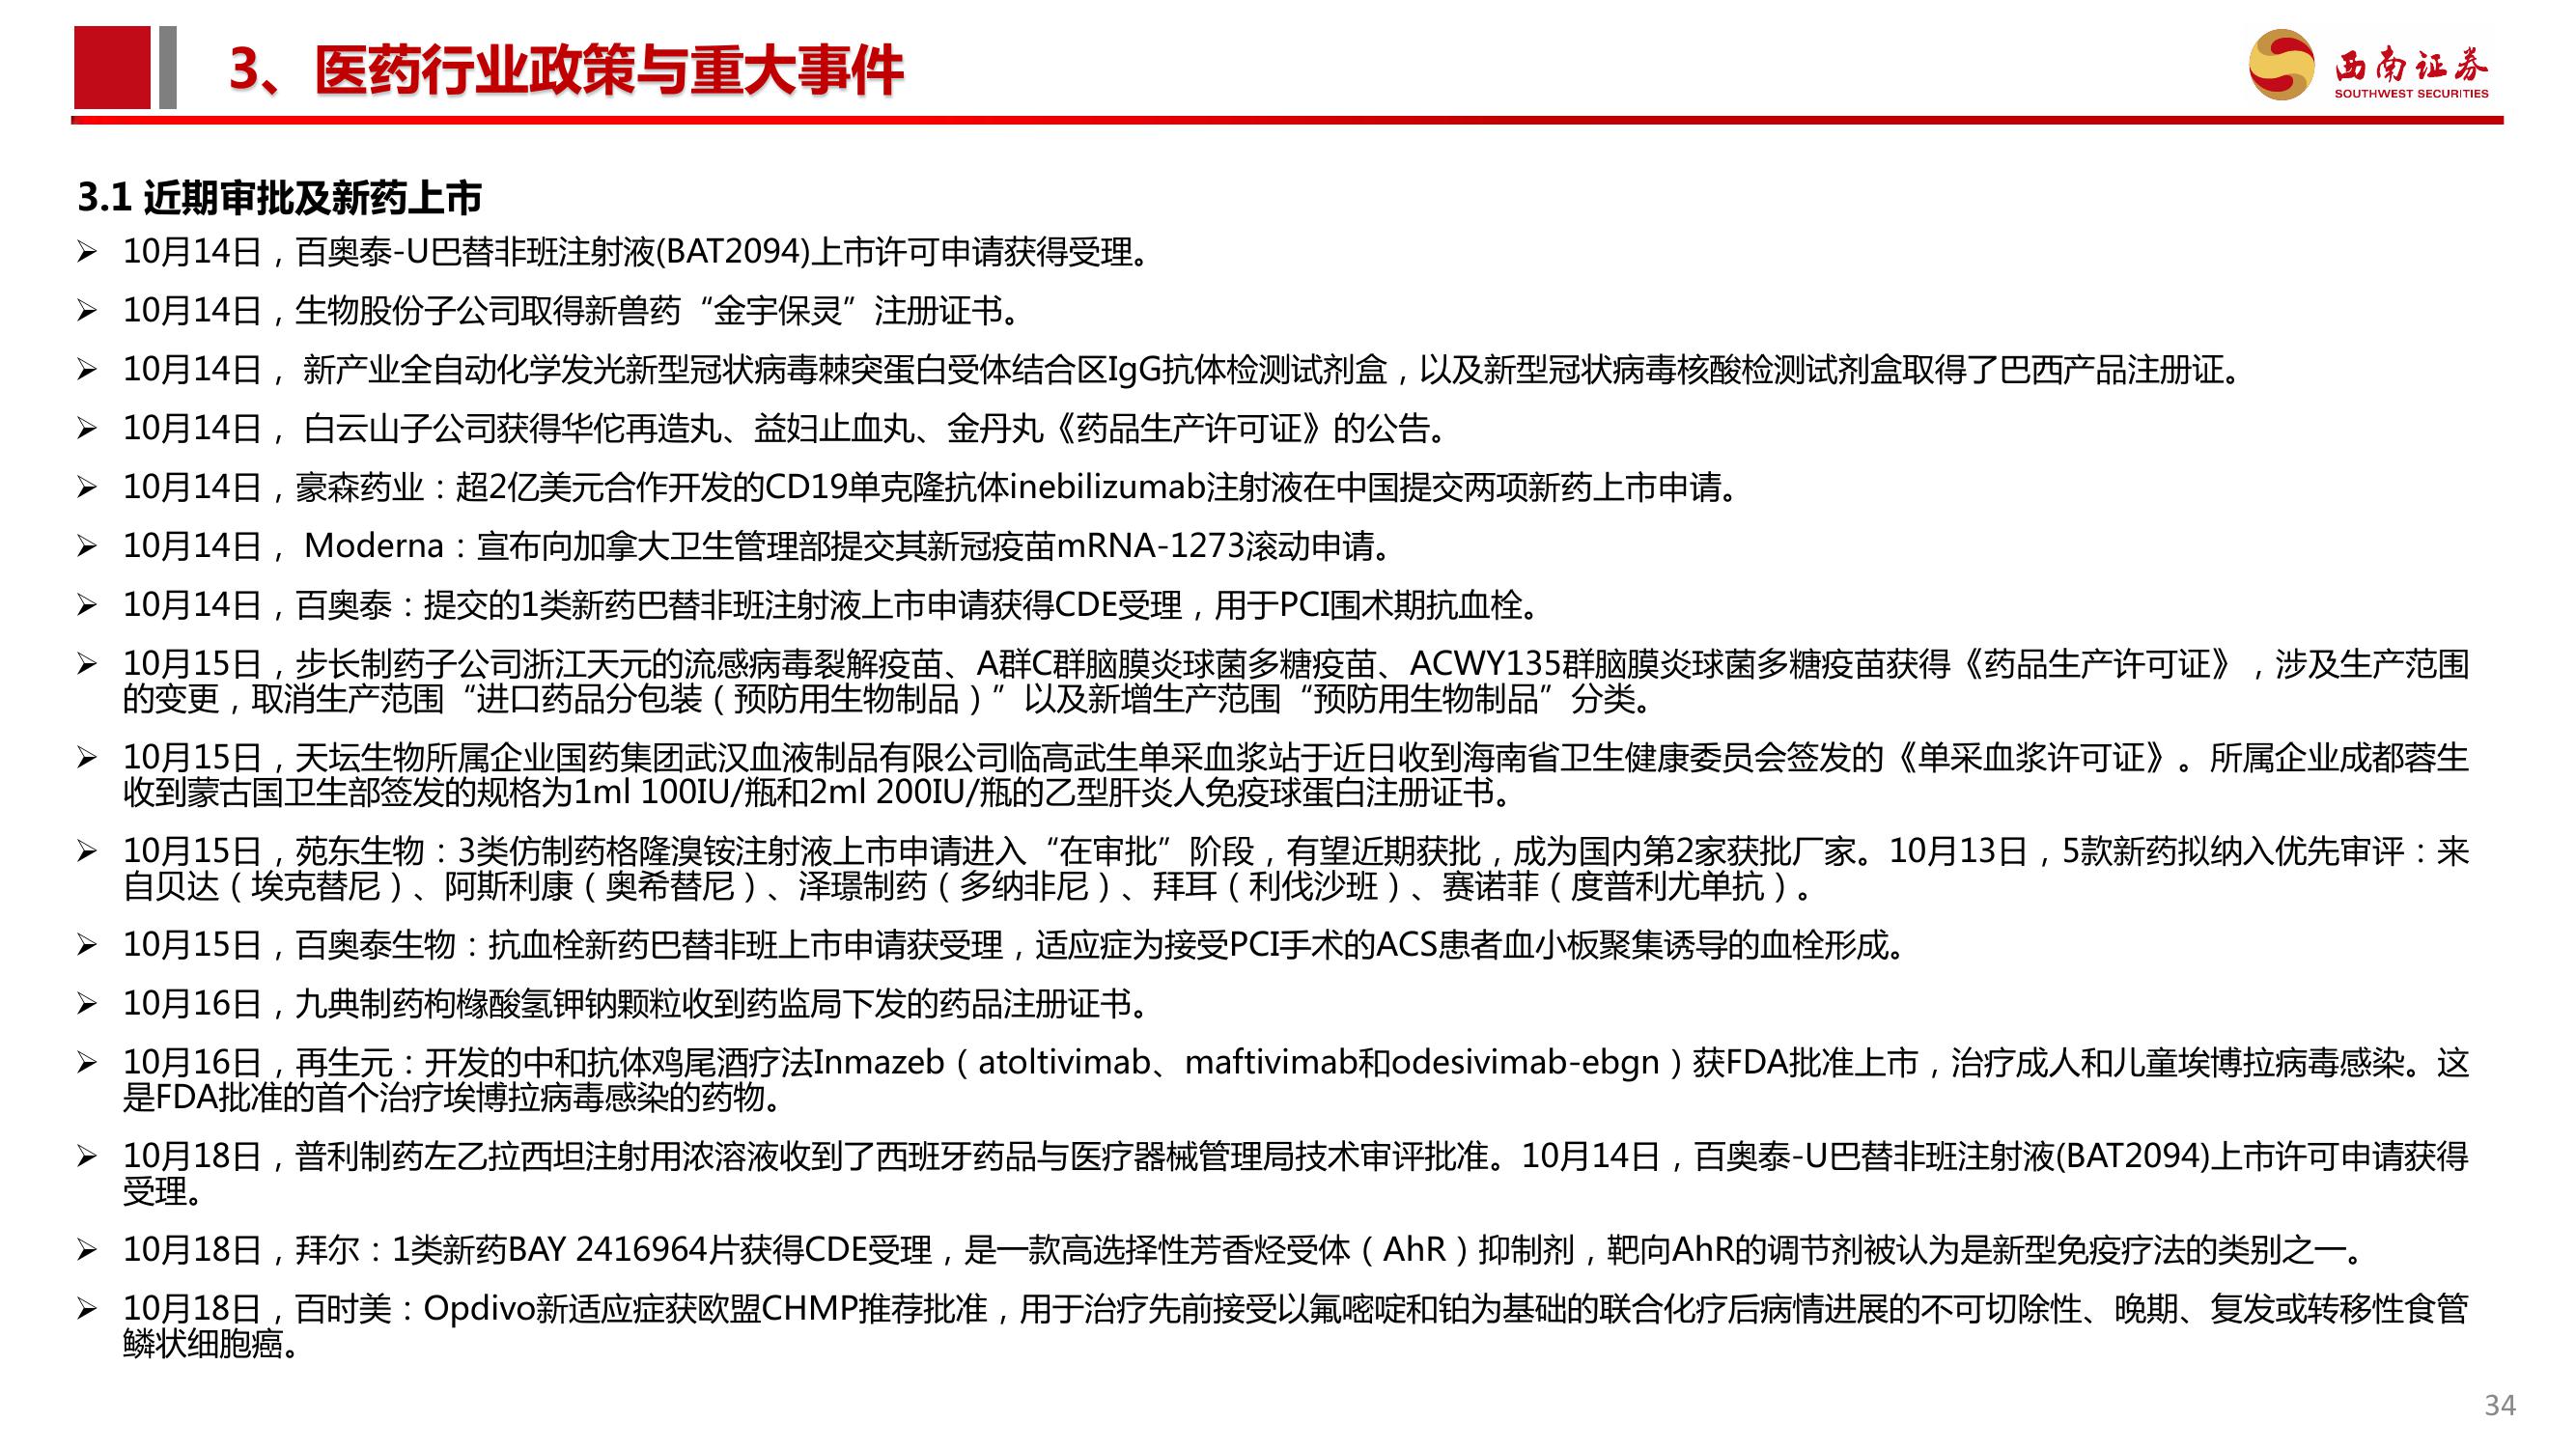 3、医药行业政策与重大事件
西南证券
SOUTHWEST SECURITIES
3.1 近期审批及新药上市
➢ 10月14日，百奥泰-U巴替非班注射液(BAT2094)上市许可申请获得受理。
➢ 10月14日，生物股份子公司取得新兽药“金宇保灵”注册证书。
➢ 10月14日， 新产业全自动化学发光新型冠状病毒棘突蛋白受体结合区IgG抗体检测试剂盒，以及新型冠状病毒核酸检测试剂盒取得了巴西产品注册证。
➢ 10月14日， 白云山子公司获得华佗再造丸、益妇止血丸、金丹丸《药品生产许可证》的公告。
➢ 10月14日，豪森药业：超2亿美元合作开发的CD19单克隆抗体inebilizumab注射液在中国提交两项新药上市申请。
➢ 10月14日， Moderna：宣布向加拿大卫生管理部提交其新冠疫苗mRNA-1273滚动申请。
➢ 10月14日，百奥泰：提交的1类新药巴替非班注射液上市申请获得CDE受理，用于PCI围术期抗血栓。
➢ 10月15日，步长制药子公司浙江天元的流感病毒裂解疫苗、A群C群脑膜炎球菌多糖疫苗、ACWY135群脑膜炎球菌多糖疫苗获得《药品生产许可证》，涉及生产范围
的变更，取消生产范围“进口药品分包装（预防用生物制品）”以及新增生产范围“预防用生物制品”分类。
➢ 10月15日，天坛生物所属企业国药集团武汉血液制品有限公司临高武生单采血浆站于近日收到海南省卫生健康委员会签发的《单采血浆许可证》。所属企业成都蓉生
收到蒙古国卫生部签发的规格为1ml 100IU/瓶和2ml 200IU/瓶的乙型肝炎人免疫球蛋白注册证书。
➢ 10月15日，苑东生物：3类仿制药格隆溴铵注射液上市申请进入“在审批”阶段，有望近期获批，成为国内第2家获批厂家。10月13日，5款新药拟纳入优先审评：来
自贝达（埃克替尼）、阿斯利康（奥希替尼）、泽璟制药（多纳非尼）、拜耳（利伐沙班）、赛诺菲（度普利尤单抗）。
➢ 10月15日，百奥泰生物：抗血栓新药巴替非班上市申请获受理，适应症为接受PCI手术的ACS患者血小板聚集诱导的血栓形成。
➢ 10月16日，九典制药枸橼酸氢钾钠颗粒收到药监局下发的药品注册证书。
➢ 10月16日，再生元：开发的中和抗体鸡尾酒疗法Inmazeb（atoltivimab、maftivimab和odesivimab-ebgn）获FDA批准上市，治疗成人和儿童埃博拉病毒感染。这
是FDA批准的首个治疗埃博拉病毒感染的药物。
➢ 10月18日，普利制药左乙拉西坦注射用浓溶液收到了西班牙药品与医疗器械管理局技术审评批准。10月14日，百奥泰-U巴替非班注射液(BAT2094)上市许可申请获得
受理。
➢ 10月18日，拜尔：1类新药BAY 2416964片获得CDE受理，是一款高选择性芳香烃受体（AhR）抑制剂，靶向AhR的调节剂被认为是新型免疫疗法的类别之一。
➢ 10月18日，百时美：Opdivo新适应症获欧盟CHMP推荐批准，用于治疗先前接受以氟嘧啶和铂为基础的联合化疗后病情进展的不可切除性、晚期、复发或转移性食管
鳞状细胞癌。
34